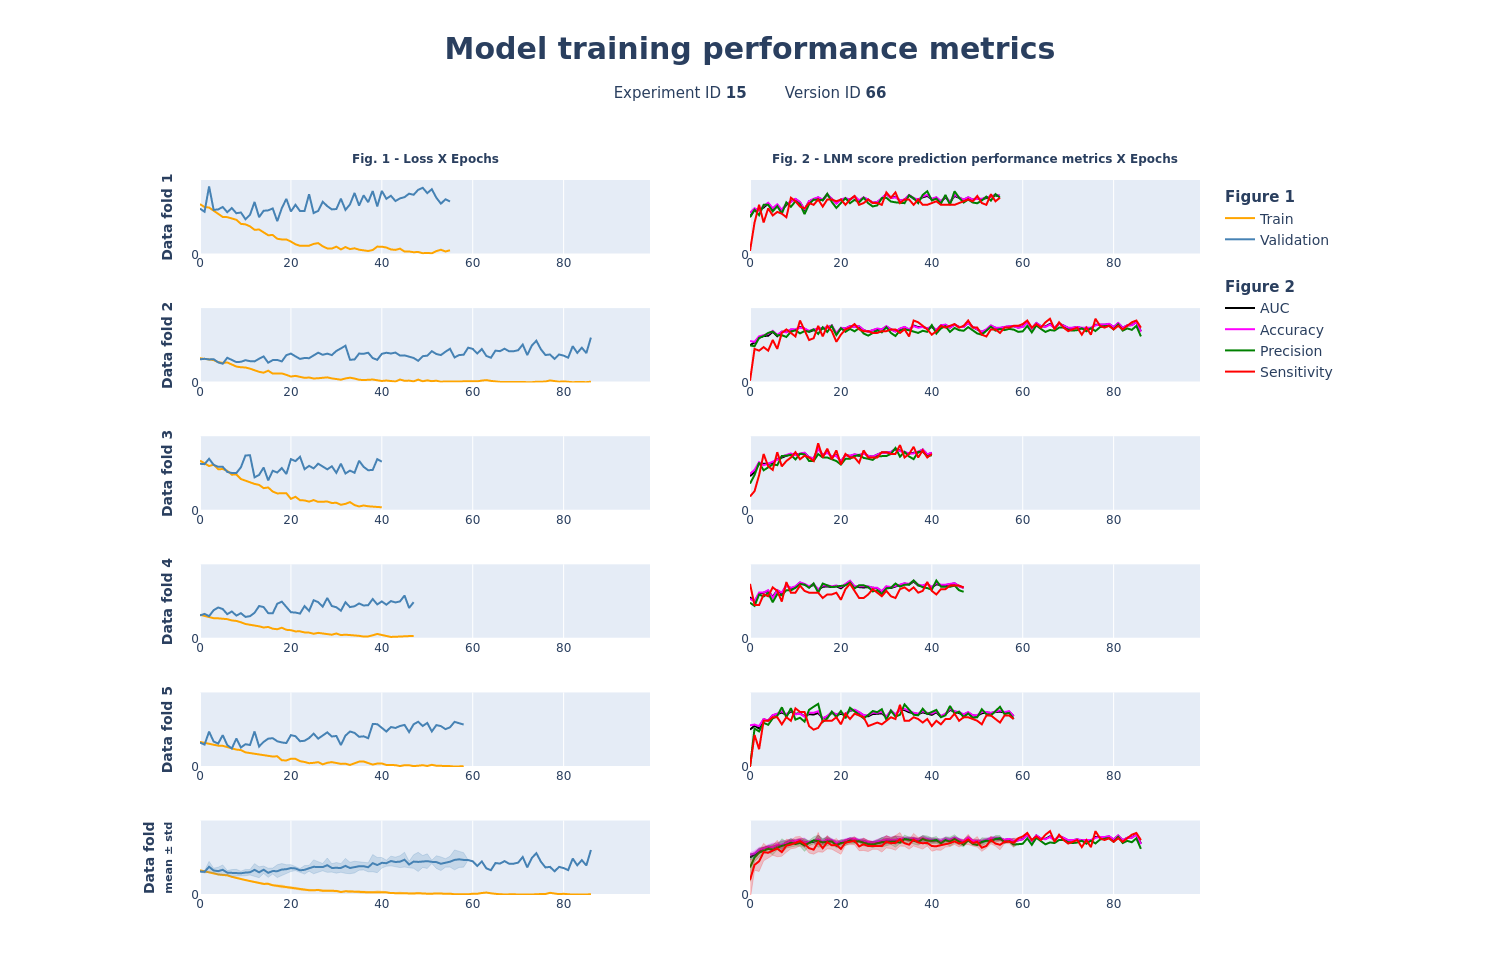 Model training performance metrics
Experiment ID 15 Version ID 66
Fig. 1 - Loss X Epochs
Fig. 2 - LNM score prediction performance metrics X Epochs
Data fold 1
0
0 20 40 60 80
0
0 20 40 60 80
Figure 1
Train
Validation
Figure 2
AUC
Accuracy
Precision
Sensitivity
Data fold 2
0
0 20 40 60 80
0
0 20 40 60 80
Data fold 3
0
0 20 40 60 80
0
0 20 40 60 80
Data fold 4
0
0 20 40 60 80
0
0 20 40 60 80
Data fold 5
0
0 20 40 60 80
0
0 20 40 60 80
Data fold
mean ± std
0
0 20 40 60 80
0
0 20 40 60 80